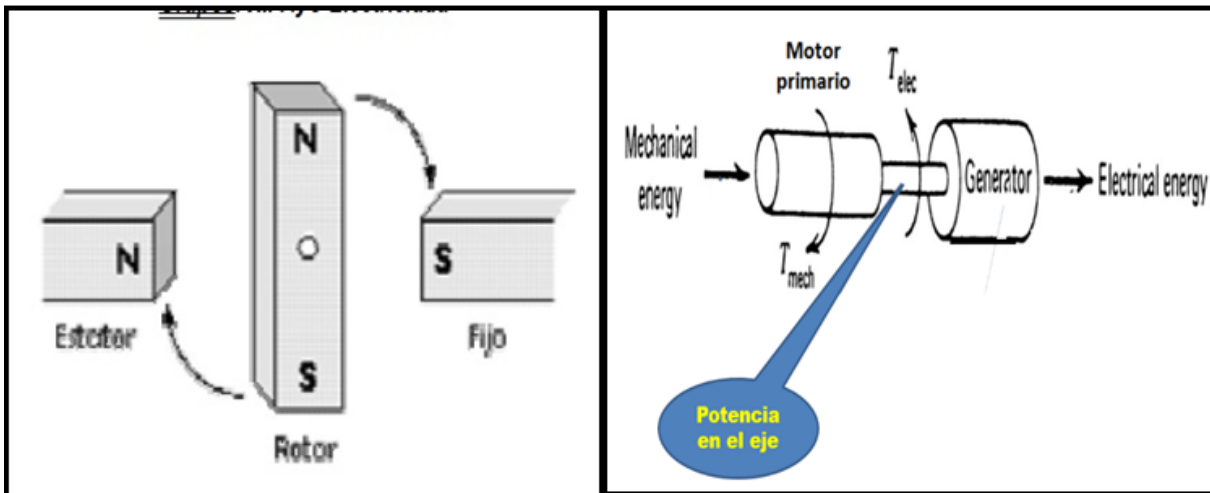 N
N
S
Estator
Fijo
S
Rotor
Motor
primario
T elec
Mechanical
energy
Generator
Electrical energy
T mech
Potencia
en el eje